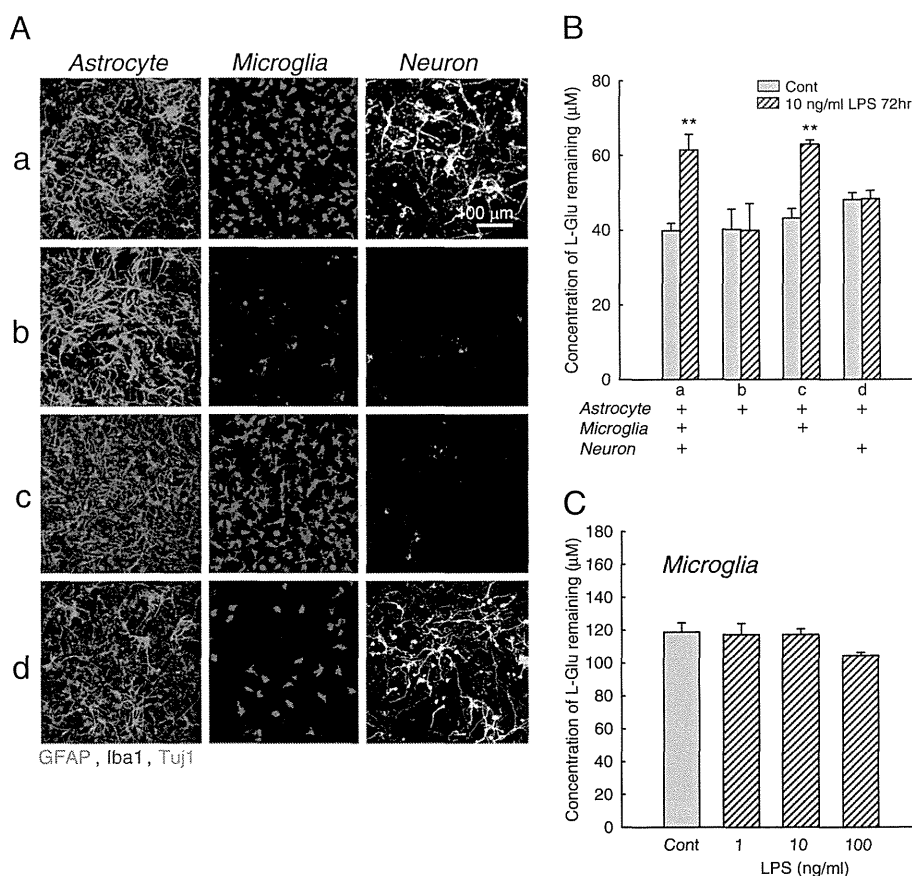 A
Astrocyte Microglia Neuron
a
100 μm
b
c
d
GFAP , Iba1 , Tuj1
B
Cont
10 ng/ml LPS 72hr
Concentration of L-Glu remaining (μM)
80
60
40
20
0
** **
a b c d
Astrocyte + + + +
Microglia + +
Neuron + +
C
Microglia
Concentration of L-Glu remaining (μM)
180
160
140
120
100
80
60
40
20
0
Cont 1 10 100
LPS (ng/ml)